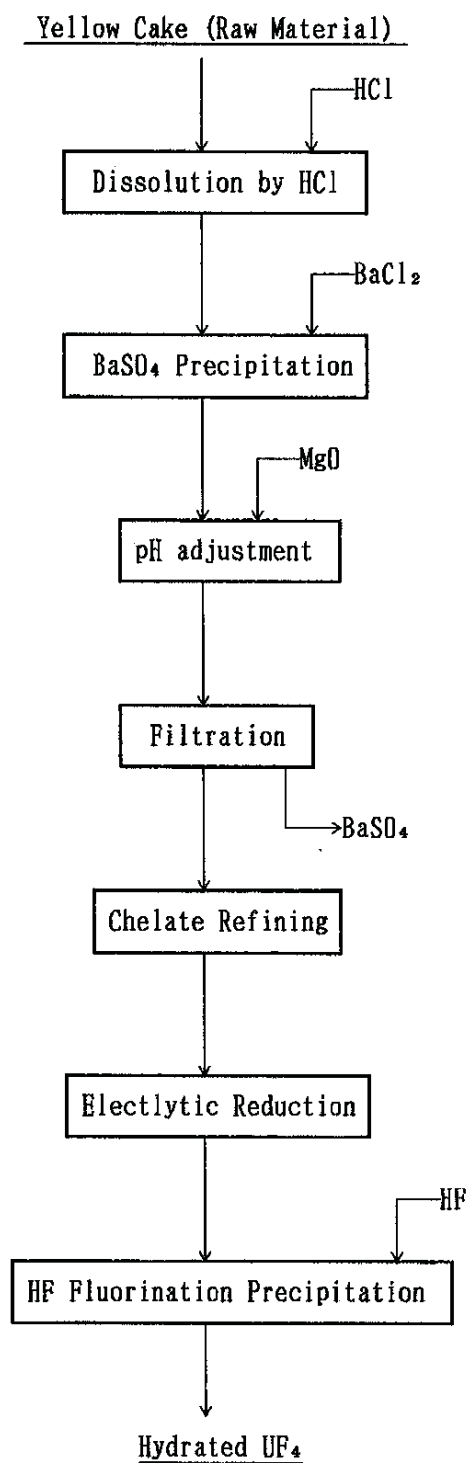 Yellow Cake (Raw Material)
HCl
Dissolution by HCl
BaCl₂
BaSO₄ Precipitation
MgO
pH adjustment
Filtration
BaSO₄
Chelate Refining
Electlytic Reduction
HF
HF Fluorination Precipitation
Hydrated UF₄